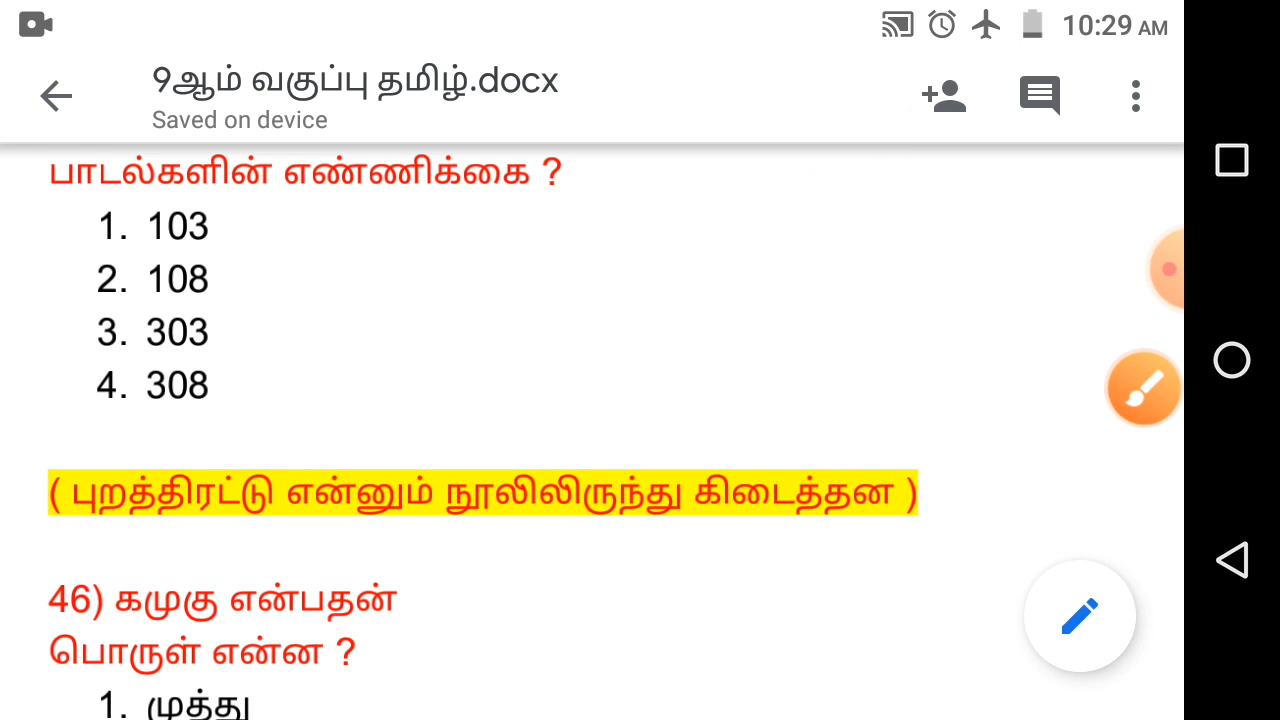 10:29 AM
9ஆம் வகுப்பு தமிழ்.docx
Saved on device
பாடல்களின் எண்ணிக்கை ?
1. 103
2. 108
3. 303
4. 308
( புறத்திரட்டு என்னும் நூலிலிருந்து கிடைத்தன )
46) கமுகு என்பதன்
பொருள் என்ன ?
1. முத்து